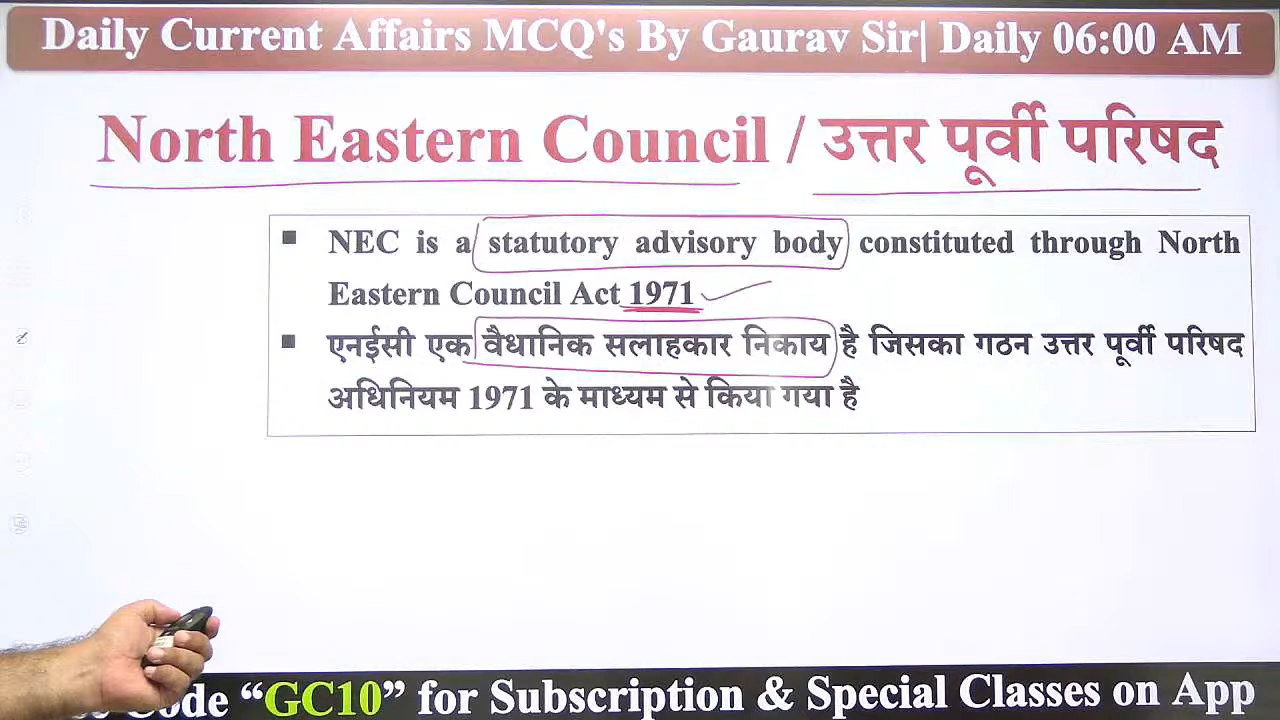 Daily Current Affairs MCQ's By Gaurav Sir| Daily 06:00 AM
North Eastern Council / उत्तर पूर्वी परिषद
NEC is a statutory advisory body constituted through North
Eastern Council Act 1971
एनईसी एक वैधानिक सलाहकार निकाय है जिसका गठन उत्तर पूर्वी परिषद
अधिनियम 1971 के माध्यम से किया गया है
Code “GC10” for Subscription & Special Classes on App